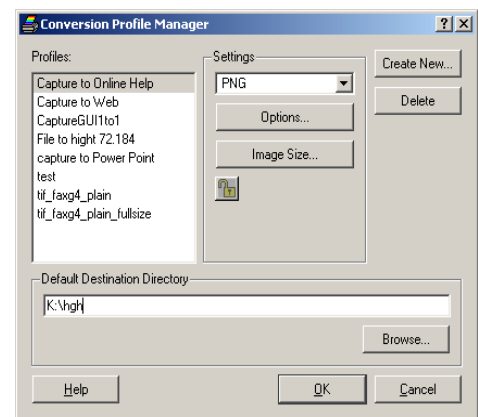 Conversion Profile Manager
Profiles:
Capture to Online Help
Capture to Web
CaptureGUI1to1
File to hight 72.184
capture to Power Point
test
tif_faxg4_plain
tif_faxg4_plain_fullsize
Settings
PNG
Options...
Image Size...
Create New...
Delete
Default Destination Directory
K:\hgh
Browse...
Help
OK
Cancel